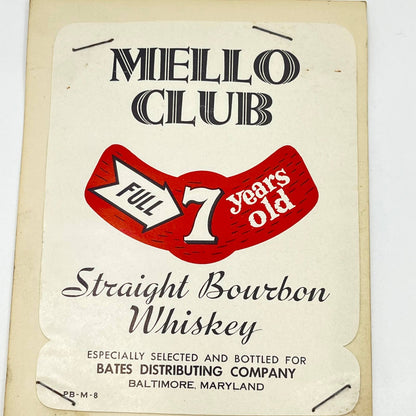 MELLO
CLUB
FULL 7 years
old
Straight Bourbon
Whiskey
ESPECIALLY SELECTED AND BOTTLED FOR
BATES DISTRIBUTING COMPANY
BALTIMORE, MARYLAND
PB-M-8